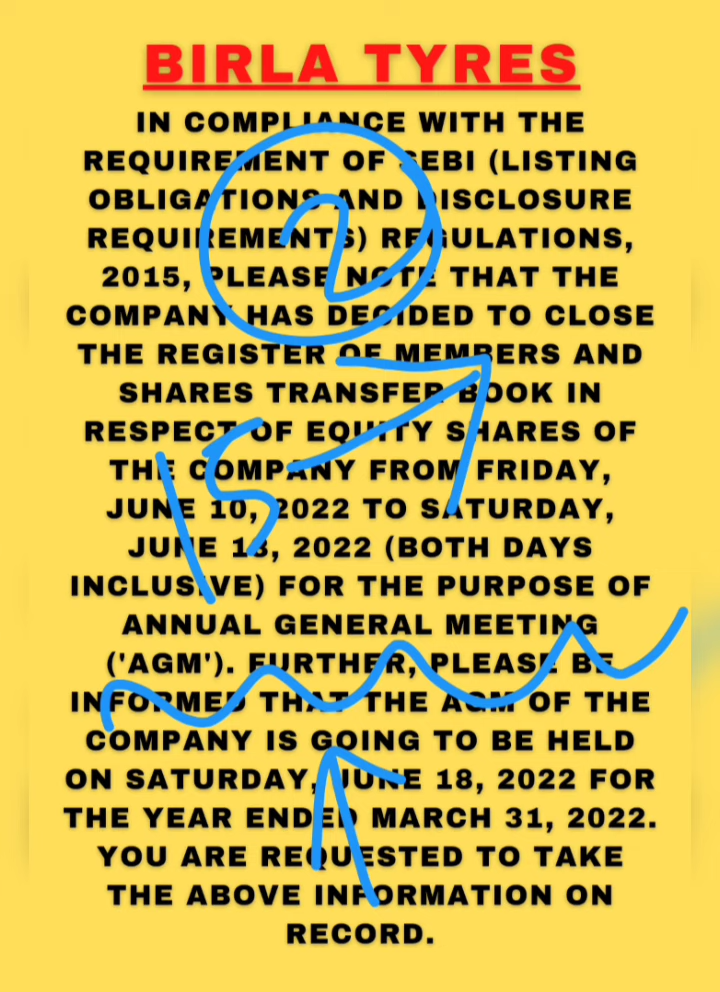 BIRLA TYRES
IN COMPLIANCE WITH THE
REQUIREMENT OF SEBI (LISTING
OBLIGATIONS AND DISCLOSURE
REQUIREMENTS) REGULATIONS,
2015, PLEASE NOTE THAT THE
COMPANY HAS DECIDED TO CLOSE
THE REGISTER OF MEMBERS AND
SHARES TRANSFER BOOK IN
RESPECT OF EQUITY SHARES OF
THE COMPANY FROM FRIDAY,
JUNE 10, 2022 TO SATURDAY,
JUNE 18, 2022 (BOTH DAYS
INCLUSIVE) FOR THE PURPOSE OF
ANNUAL GENERAL MEETING
('AGM'). FURTHER, PLEASE BE
INFORMED THAT THE AGM OF THE
COMPANY IS GOING TO BE HELD
ON SATURDAY, JUNE 18, 2022 FOR
THE YEAR ENDED MARCH 31, 2022.
YOU ARE REQUESTED TO TAKE
THE ABOVE INFORMATION ON
RECORD.